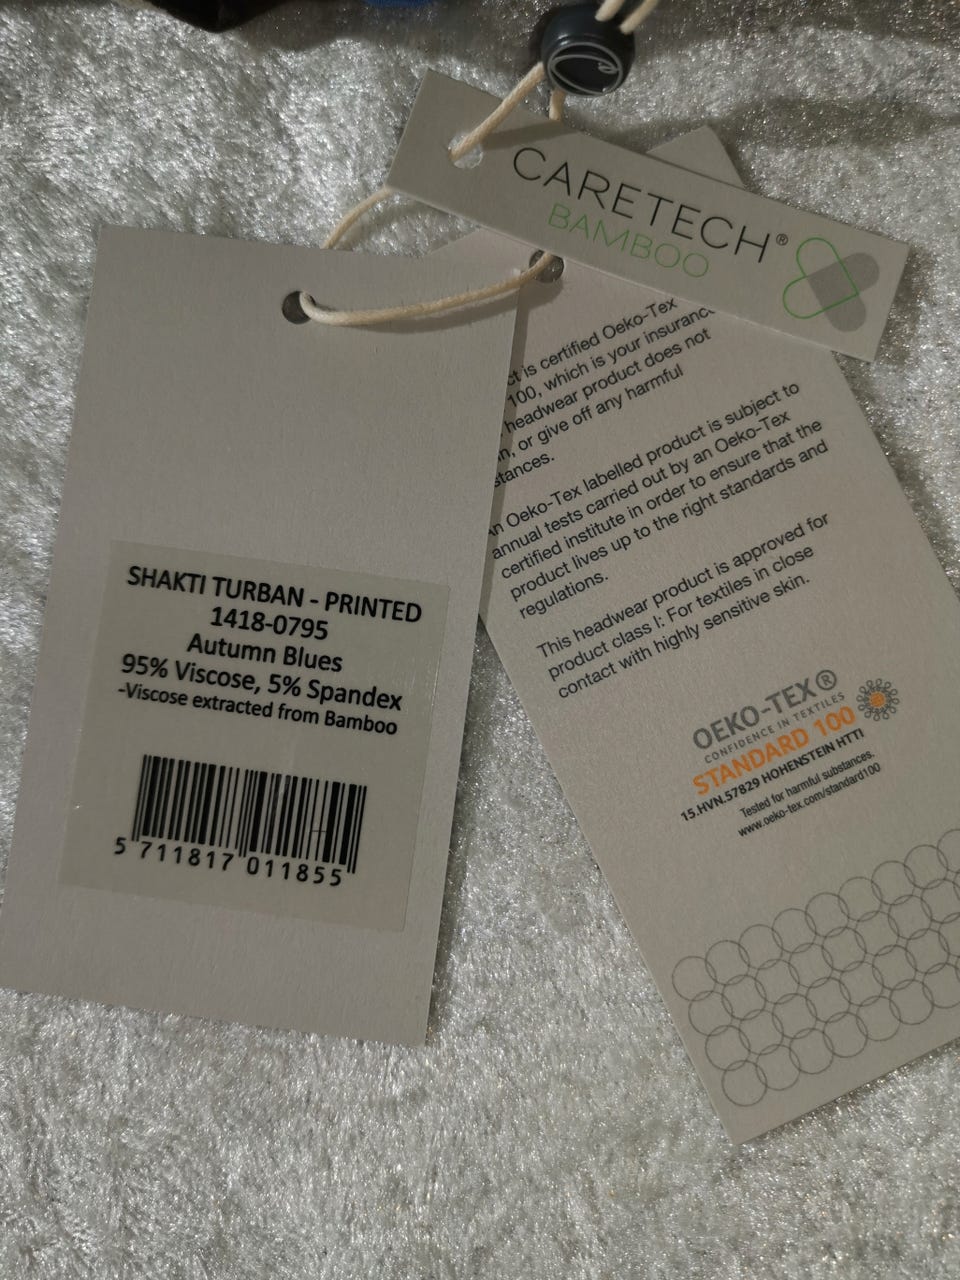 CARETECH®
BAMBOO
SHAKTI TURBAN - PRINTED
1418-0795
Autumn Blues
95% Viscose, 5% Spandex
-Viscose extracted from Bamboo
5 711817 011855
is certified Oeko-Tex
100, which is your insurance
headwear product does not
or give off any harmful
Oeko-Tex labelled product is subject to
annual tests carried out by an Oeko-Tex
certified institute in order to ensure that the
product lives up to the right standards and
regulations.
This headwear product is approved for
product class I: For textiles in close
contact with highly sensitive skin.
OEKO-TEX®
CONFIDENCE IN TEXTILES
STANDARD 100
15.HVN.57829 HOHENSTEIN HTTI
Tested for harmful substances.
www.oeko-tex.com/standard100